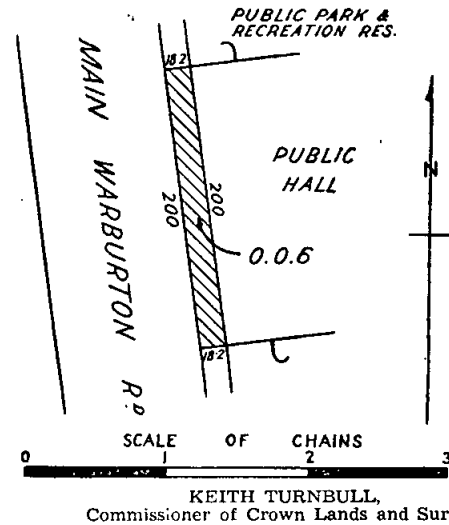 PUBLIC PARK &
RECREATION RES.
18.2
MAIN WARBURTON RD
PUBLIC
HALL
200
200
N
0.0.6
18.2
SCALE OF CHAINS
0 1 2 3
KEITH TURNBULL,
Commissioner of Crown Lands and Sur